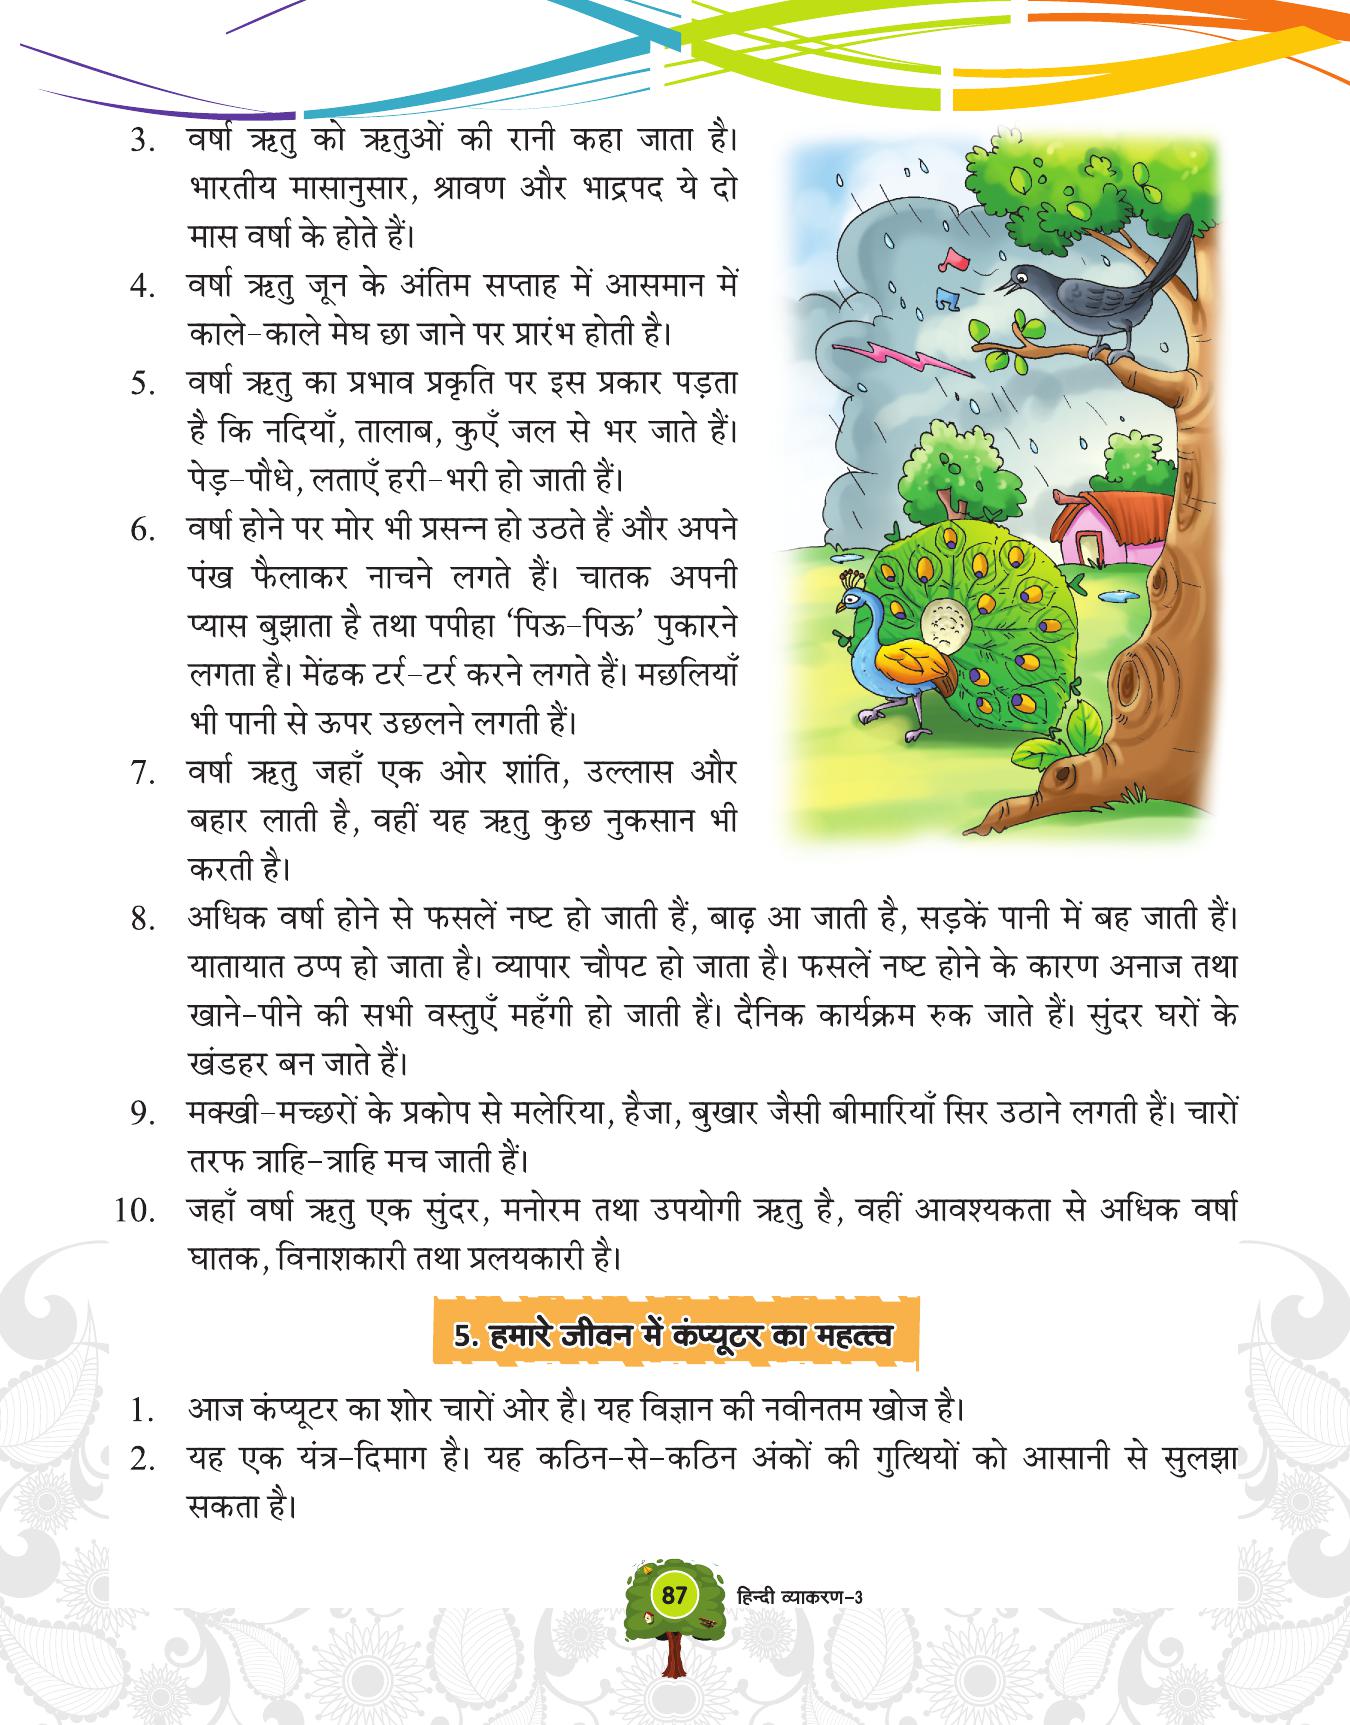 3. वर्षा ऋतु को ऋतुओं की रानी कहा जाता है।
भारतीय मासानुसार, श्रावण और भाद्रपद ये दो
मास वर्षा के होते हैं।
4. वर्षा ऋतु जून के अंतिम सप्ताह में आसमान में
काले-काले मेघ छा जाने पर प्रारंभ होती है।
5. वर्षा ऋतु का प्रभाव प्रकृति पर इस प्रकार पड़ता
है कि नदियाँ, तालाब, कुएँ जल से भर जाते हैं।
पेड़-पौधे, लताएँ हरी-भरी हो जाती हैं।
6. वर्षा होने पर मोर भी प्रसन्न हो उठते हैं और अपने
पंख फैलाकर नाचने लगते हैं। चातक अपनी
प्यास बुझाता है तथा पपीहा ‘पिऊ-पिऊ’ पुकारने
लगता है। मेंढक टर्र-टर्र करने लगते हैं। मछलियाँ
भी पानी से ऊपर उछलने लगती हैं।
7. वर्षा ऋतु जहाँ एक ओर शांति, उल्लास और
बहार लाती है, वहीं यह ऋतु कुछ नुकसान भी
करती है।
8. अधिक वर्षा होने से फसलें नष्ट हो जाती हैं, बाढ़ आ जाती है, सड़कें पानी में बह जाती हैं।
यातायात ठप्प हो जाता है। व्यापार चौपट हो जाता है। फसलें नष्ट होने के कारण अनाज तथा
खाने-पीने की सभी वस्तुएँ महँगी हो जाती हैं। दैनिक कार्यक्रम रुक जाते हैं। सुंदर घरों के
खंडहर बन जाते हैं।
9. मक्खी-मच्छरों के प्रकोप से मलेरिया, हैजा, बुखार जैसी बीमारियाँ सिर उठाने लगती हैं। चारों
तरफ त्राहि-त्राहि मच जाती हैं।
10. जहाँ वर्षा ऋतु एक सुंदर, मनोरम तथा उपयोगी ऋतु है, वहीं आवश्यकता से अधिक वर्षा
घातक, विनाशकारी तथा प्रलयकारी है।
5. हमारे जीवन में कंप्यूटर का महत्त्व
1. आज कंप्यूटर का शोर चारों ओर है। यह विज्ञान की नवीनतम खोज है।
2. यह एक यंत्र-दिमाग है। यह कठिन-से-कठिन अंकों की गुत्थियों को आसानी से सुलझा
सकता है।
87 हिन्दी व्याकरण-3